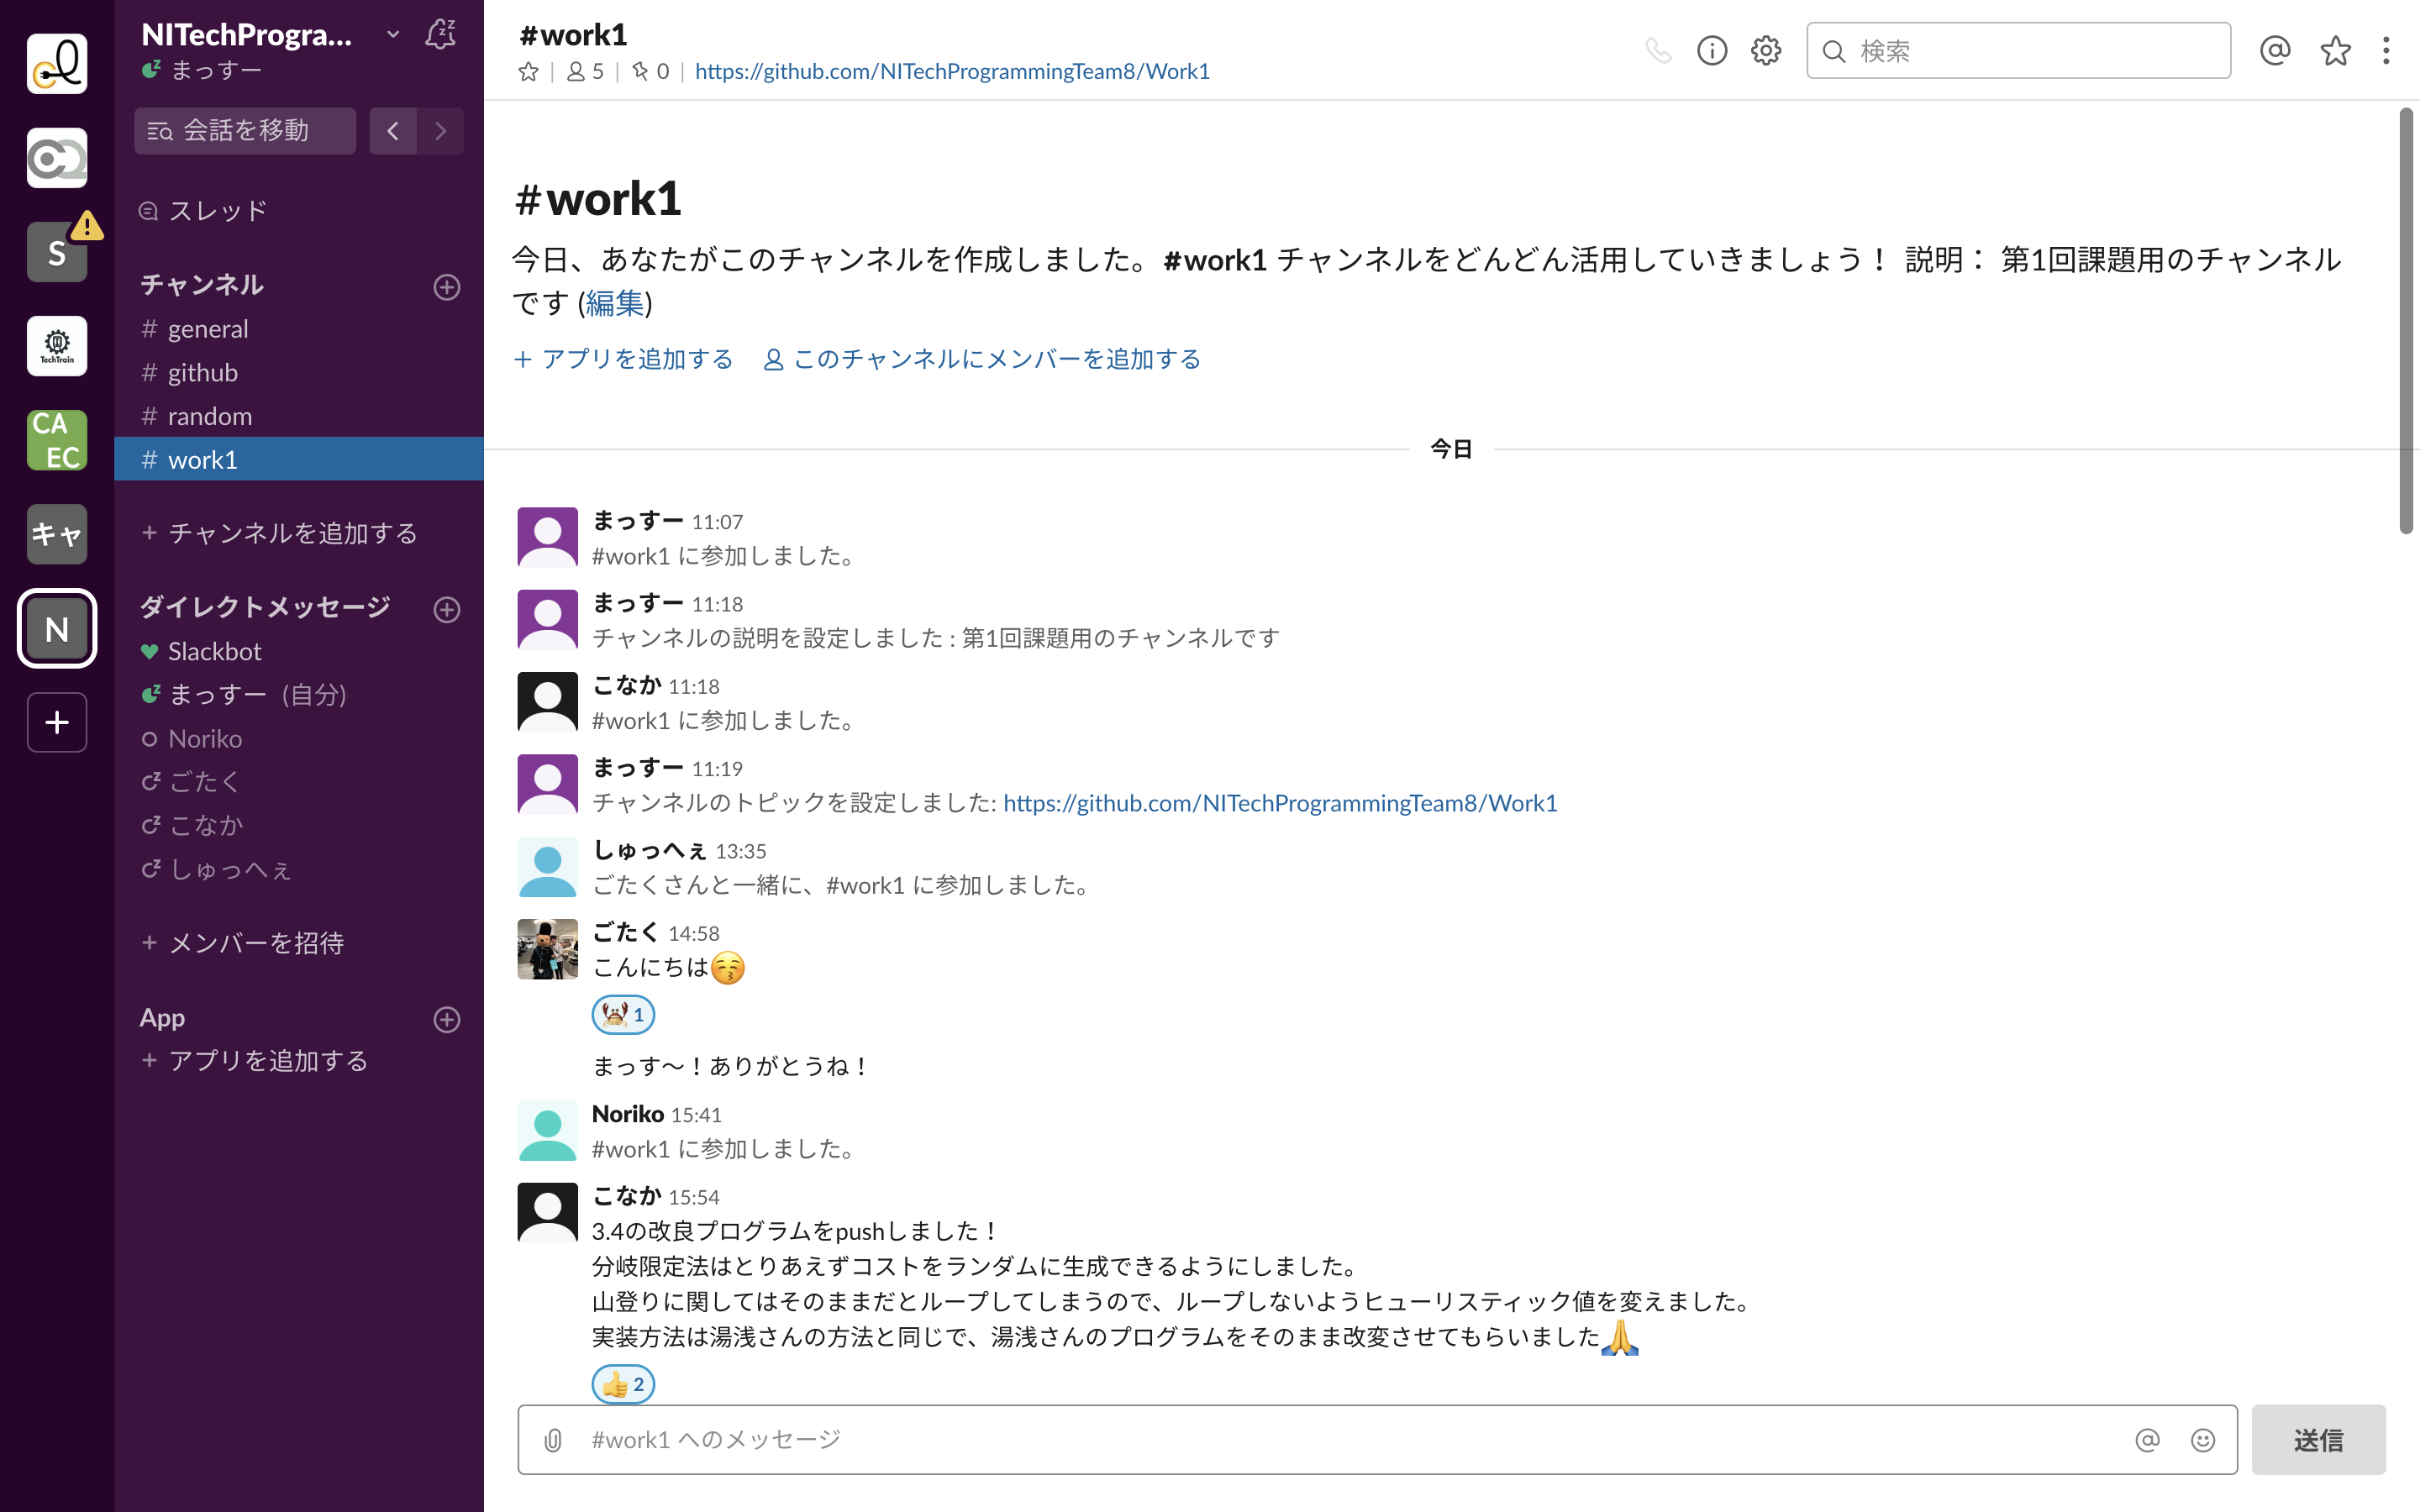 NITechProgra...
まっすー
会話を移動
スレッド
チャンネル
# general
# github
# random
# work1
+ チャンネルを追加する
ダイレクトメッセージ
Slackbot
まっすー (自分)
Noriko
ごたく
こなか
しゅっへぇ
+ メンバーを招待
App
+ アプリを追加する
S
TechTrain
CA
EC
キャ
N
+
#work1
5 | 0 | https://github.com/NITechProgrammingTeam8/Work1
検索
#work1
今日、あなたがこのチャンネルを作成しました。#work1 チャンネルをどんどん活用していきましょう！ 説明： 第1回課題用のチャンネル
です (編集)
+ アプリを追加する このチャンネルにメンバーを追加する
今日
まっすー 11:07
#work1 に参加しました。
まっすー 11:18
チャンネルの説明を設定しました : 第1回課題用のチャンネルです
こなか 11:18
#work1 に参加しました。
まっすー 11:19
チャンネルのトピックを設定しました: https://github.com/NITechProgrammingTeam8/Work1
しゅっへぇ 13:35
ごたくさんと一緒に、#work1 に参加しました。
ごたく 14:58
こんにちは😚
1
まっす〜！ありがとうね！
Noriko 15:41
#work1 に参加しました。
こなか 15:54
3.4の改良プログラムをpushしました！
分岐限定法はとりあえずコストをランダムに生成できるようにしました。
山登りに関してはそのままだとループしてしまうので、ループしないようヒューリスティック値を変えました。
実装方法は湯浅さんの方法と同じで、湯浅さんのプログラムをそのまま改変させてもらいました🙏
👍 2
#work1 へのメッセージ
送信